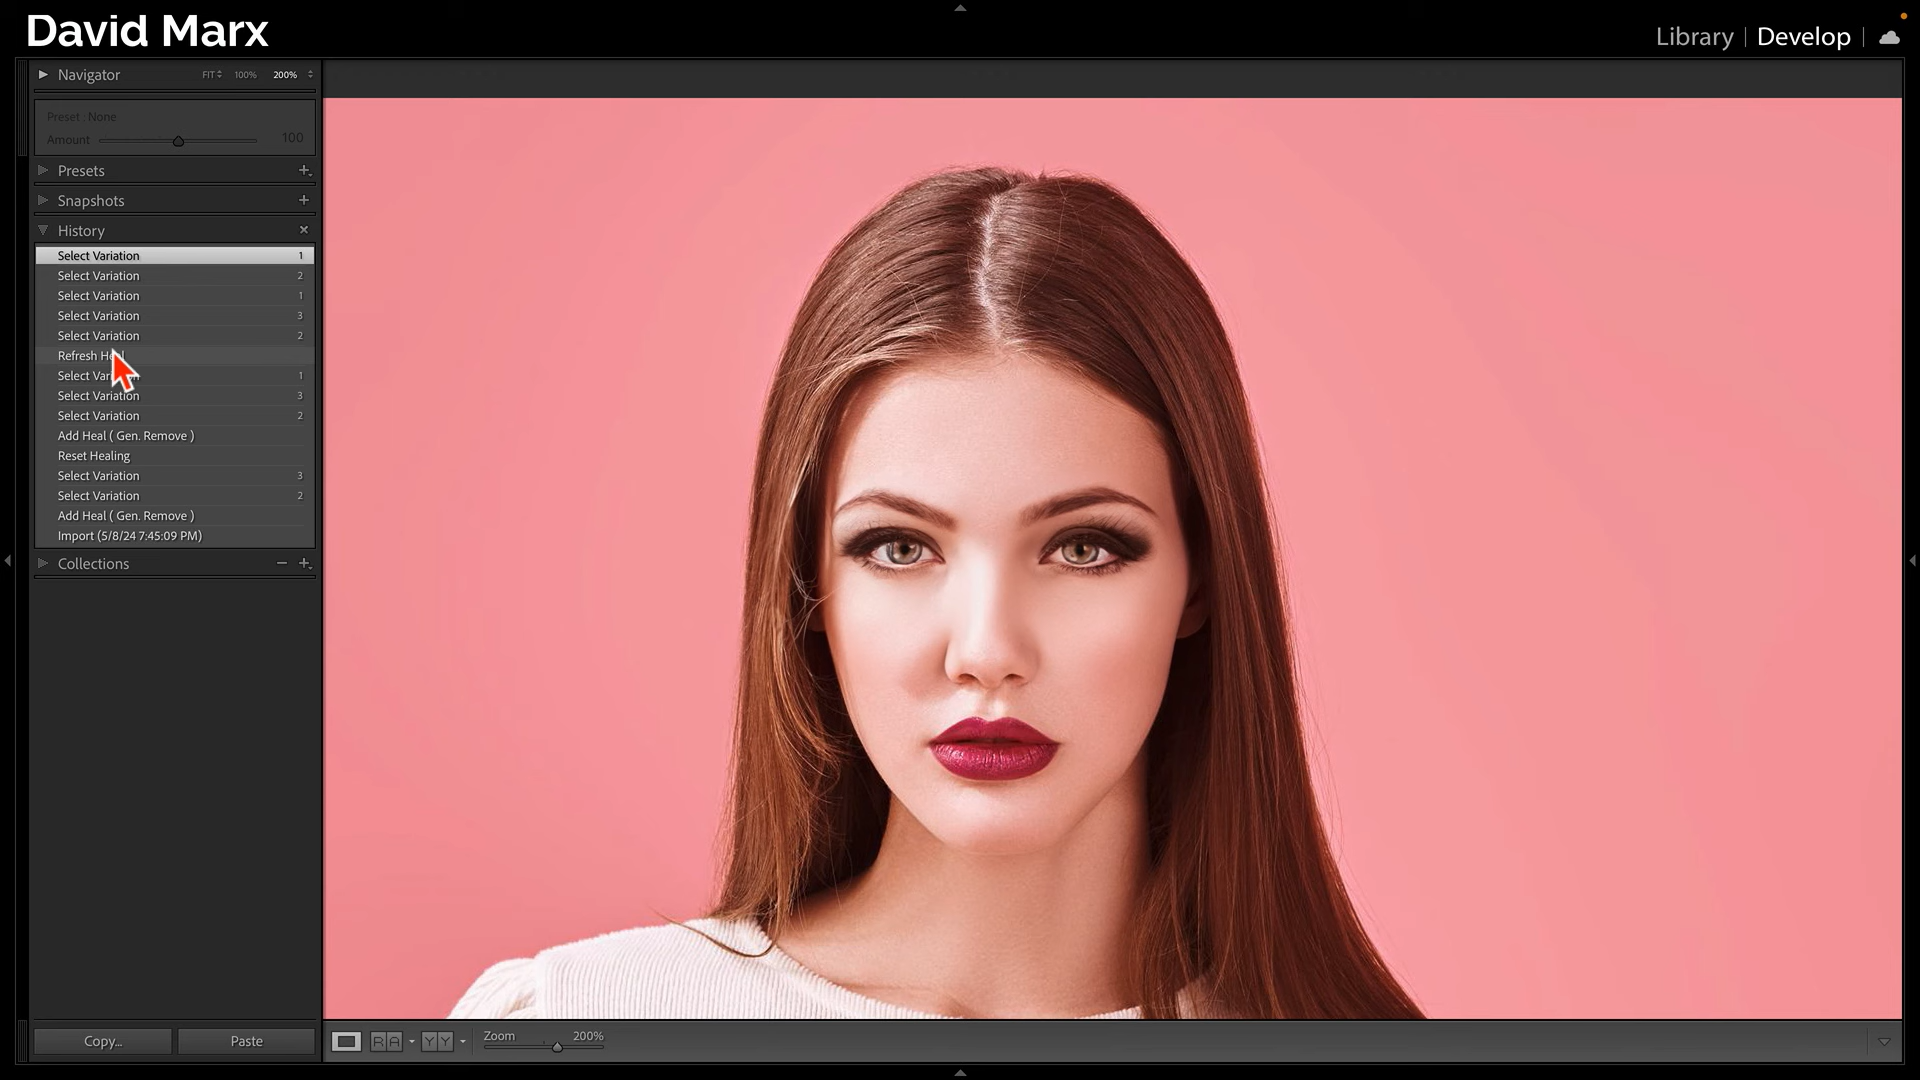 David Marx
Library | Develop |
Navigator FIT 100% 200%
Preset : None
Amount 100
Presets
Snapshots
History
Select Variation 1
Select Variation 2
Select Variation 1
Select Variation 3
Select Variation 2
Refresh
Select 1
Select Variation 3
Select Variation 2
Add Heal ( Gen. Remove )
Reset Healing
Select Variation 3
Select Variation 2
Add Heal ( Gen. Remove )
Import (5/8/24 7:45:09 PM)
Collections
Copy... Paste
R A Y Y Zoom 200%